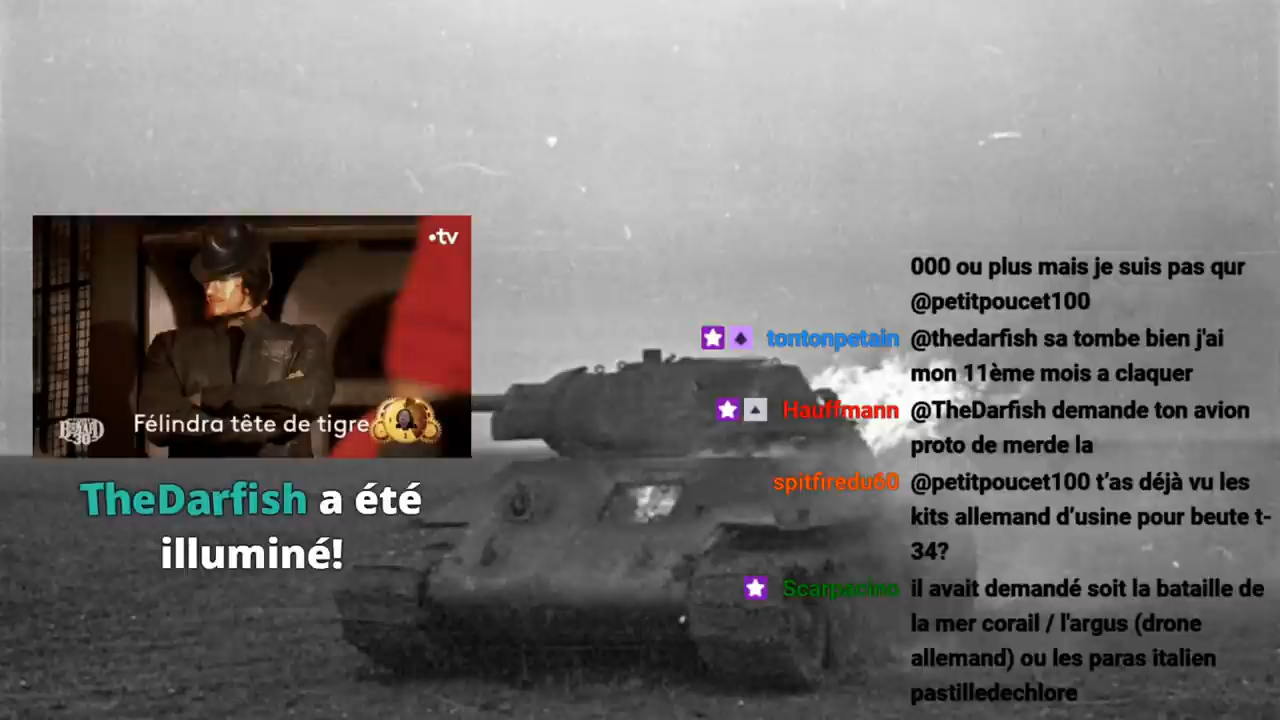 •tv
BOYARD
Félindra tête de tigre
TheDarfish a été
illuminé!
000 ou plus mais je suis pas qur
@petitpoucet100
tontonpetain @thedarfish sa tombe bien j'ai
mon 11ème mois a claquer
Hauffmann @TheDarfish demande ton avion
proto de merde la
spitfiredu60 @petitpoucet100 t'as déjà vu les
kits allemand d’usine pour beute t-
34?
Scarpacino il avait demandé soit la bataille de
la mer corail / l'argus (drone
allemand) ou les paras italien
pastilledechlore